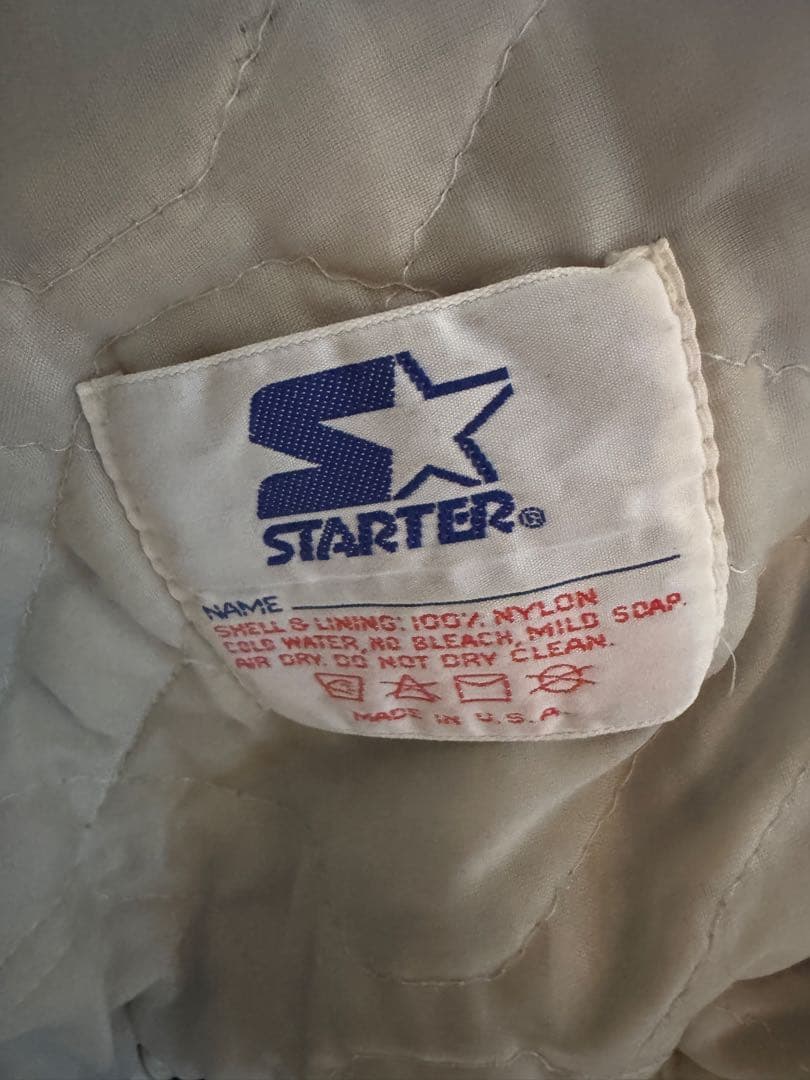 STARTER®
NAME
SHELL & LINING: 100% NYLON
COLD WATER, NO BLEACH, MILD SOAP.
AIR DRY. DO NOT DRY CLEAN.
MADE IN U.S.A.